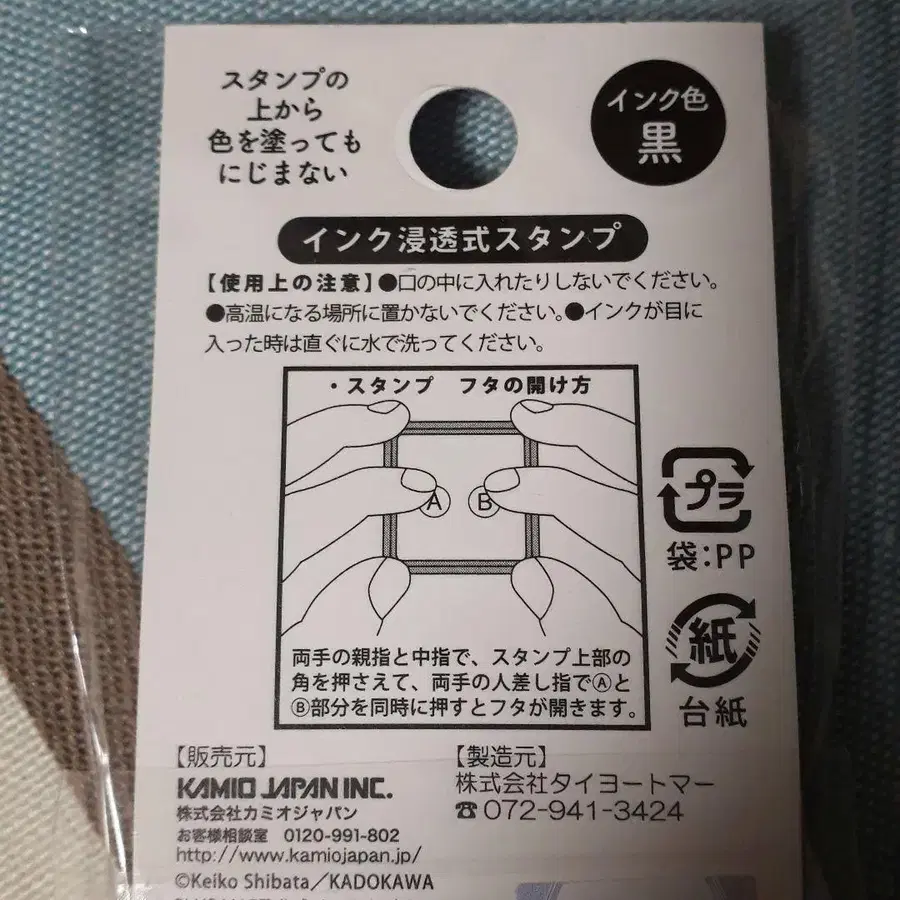 スタンプの
上から
色を塗っても
にじまない
インク色
黒
インク浸透式スタンプ
【使用上の注意】●口の中に入れたりしないでください。
●高温になる場所に置かないでください。●インクが目に
入った時は直ぐに水で洗ってください。
・スタンプ フタの開け方
A B
両手の親指と中指で、スタンプ上部の
角を押さえて、両手の人差し指でⒶと
Ⓑ部分を同時に押すとフタが開きます。
プラ
袋:PP
紙
台紙
【販売元】
KAMIO JAPAN INC.
株式会社カミオジャパン
お客様相談室 0120-991-802
http://www.kamiojapan.jp/
©Keiko Shibata／KADOKAWA
【製造元】
株式会社タイヨートマー
☎072-941-3424